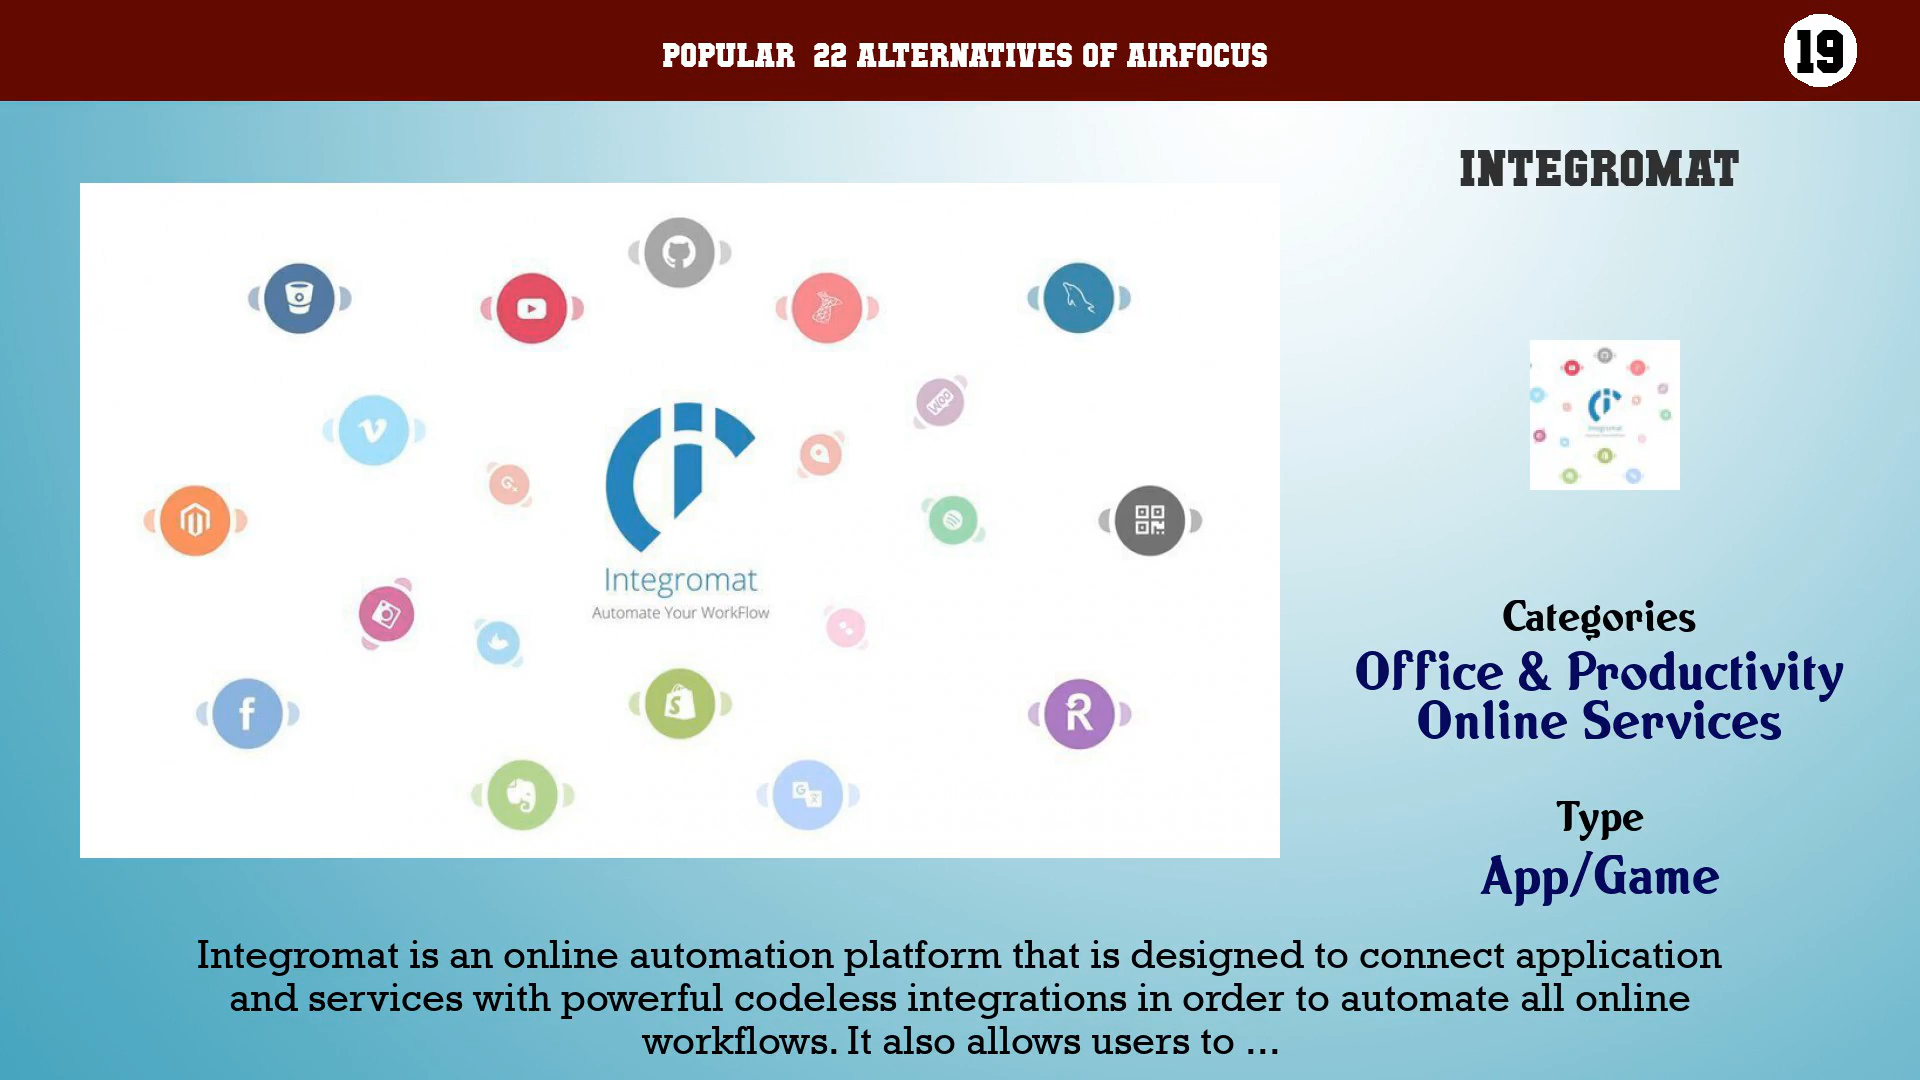 POPULAR  22 ALTERNATIVES OF AIRFOCUS
19
INTEGROMAT
Woo
G
Integromat
Automate Your WorkFlow
f
S
R
G
Categories
Office & Productivity
Online Services
Type
App/Game
Integromat is an online automation platform that is designed to connect application
and services with powerful codeless integrations in order to automate all online
workflows. It also allows users to ...